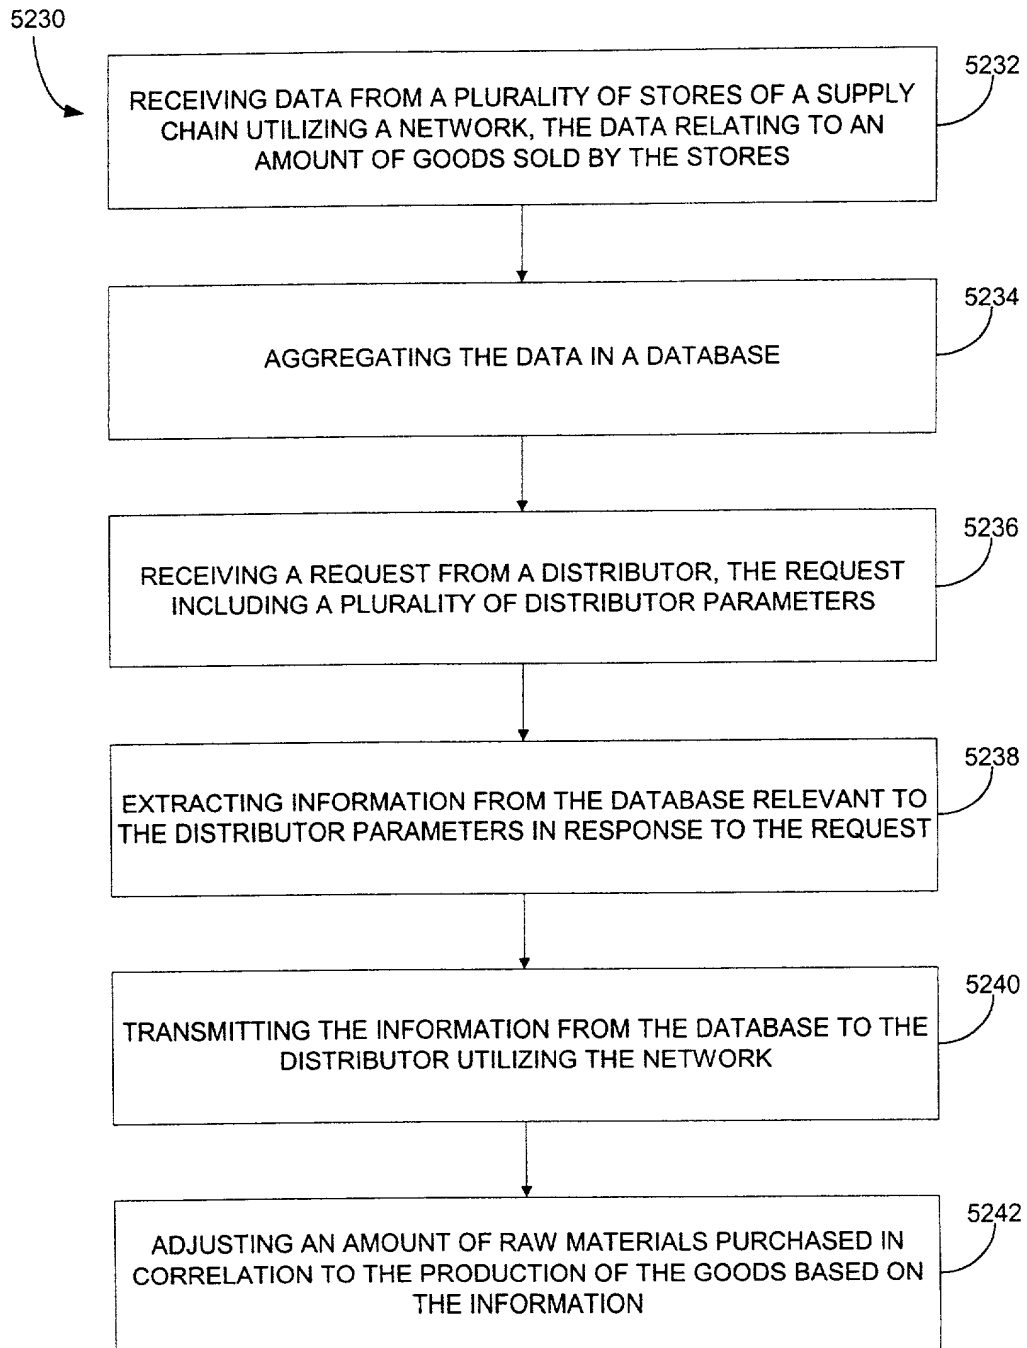 5230
5232
RECEIVING DATA FROM A PLURALITY OF STORES OF A SUPPLY
CHAIN UTILIZING A NETWORK, THE DATA RELATING TO AN
AMOUNT OF GOODS SOLD BY THE STORES
5234
AGGREGATING THE DATA IN A DATABASE
5236
RECEIVING A REQUEST FROM A DISTRIBUTOR, THE REQUEST
INCLUDING A PLURALITY OF DISTRIBUTOR PARAMETERS
5238
EXTRACTING INFORMATION FROM THE DATABASE RELEVANT TO
THE DISTRIBUTOR PARAMETERS IN RESPONSE TO THE REQUEST
5240
TRANSMITTING THE INFORMATION FROM THE DATABASE TO THE
DISTRIBUTOR UTILIZING THE NETWORK
5242
ADJUSTING AN AMOUNT OF RAW MATERIALS PURCHASED IN
CORRELATION TO THE PRODUCTION OF THE GOODS BASED ON
THE INFORMATION